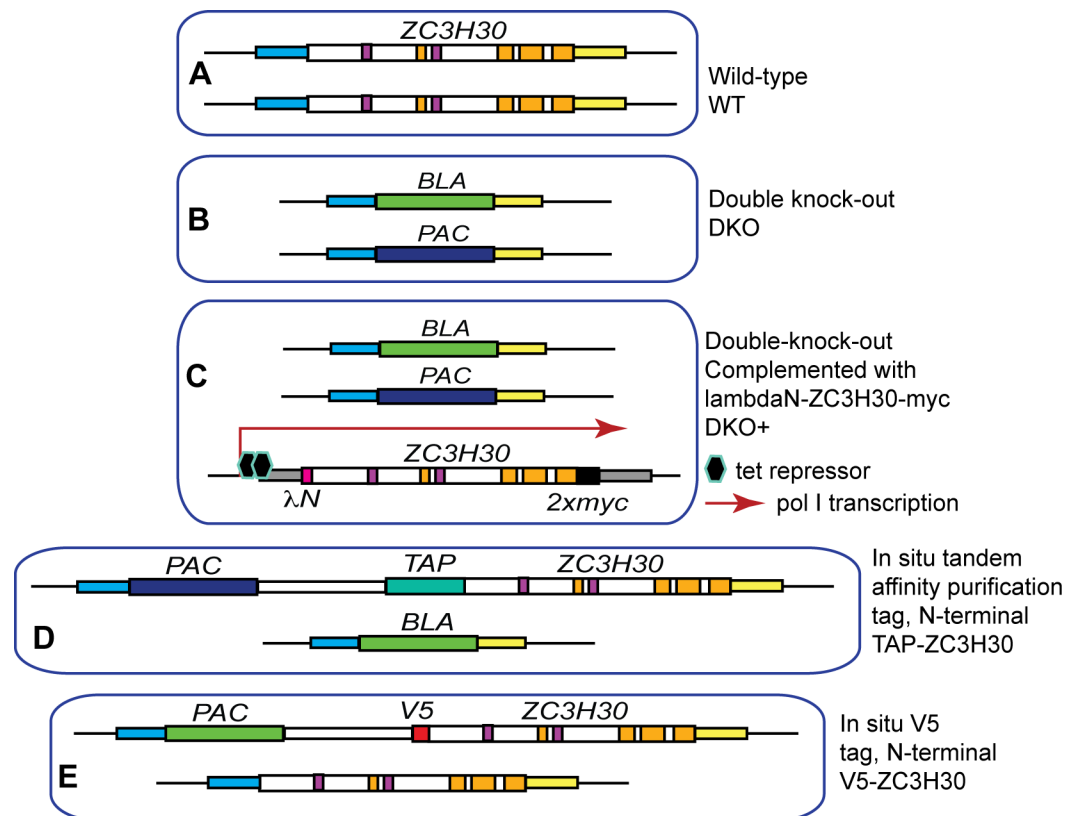 ZC3H30
A
Wild-type
WT
BLA
B
PAC
Double knock-out
DKO
BLA
C
PAC
ZC3H30
λN
2xmyc
Double-knock-out
Complemented with
lambdaN-ZC3H30-myc
DKO+
tet repressor
pol I transcription
PAC TAP ZC3H30
BLA
D
In situ tandem
affinity purification
tag, N-terminal
TAP-ZC3H30
PAC V5 ZC3H30
E
In situ V5
tag, N-terminal
V5-ZC3H30